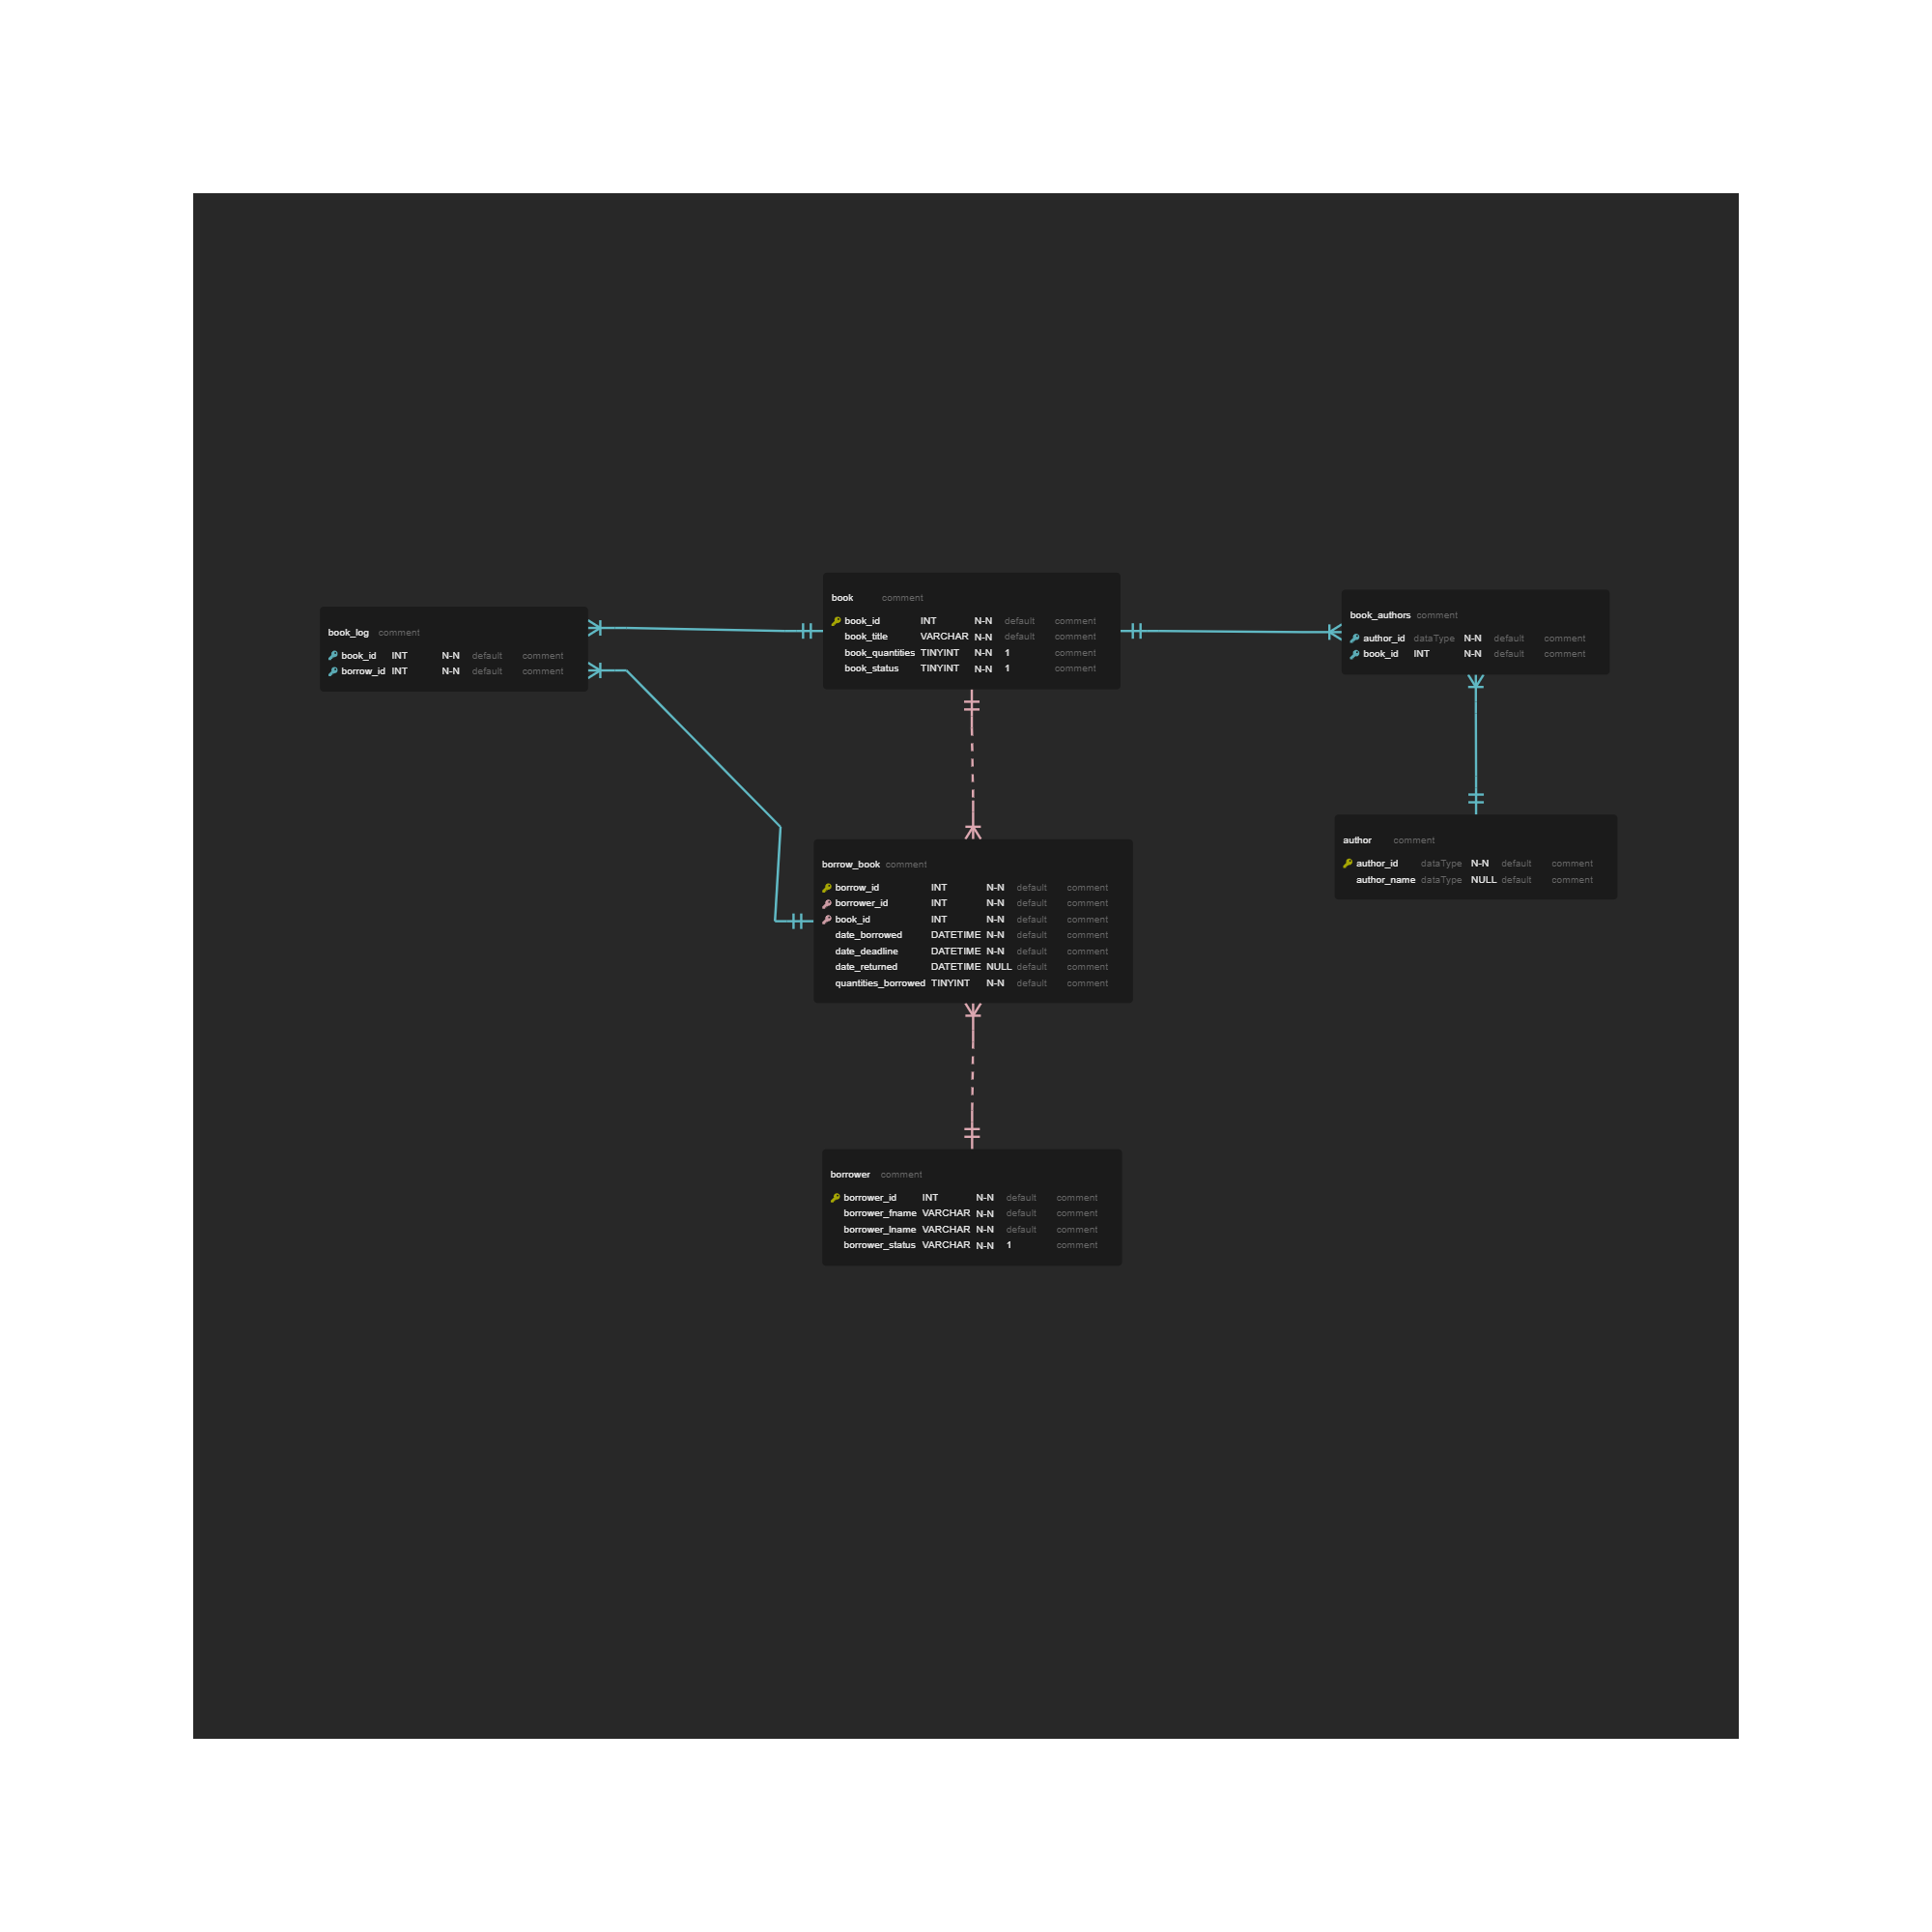 book comment
book_id INT N-N default comment
book_title VARCHAR N-N default comment
book_quantities TINYINT N-N 1 comment
book_status TINYINT N-N 1 comment
book_log comment
book_id INT N-N default comment
borrow_id INT N-N default comment
book_authors comment
author_id dataType N-N default comment
book_id INT N-N default comment
author comment
author_id dataType N-N default comment
author_name dataType NULL default comment
borrow_book comment
borrow_id INT N-N default comment
borrower_id INT N-N default comment
book_id INT N-N default comment
date_borrowed DATETIME N-N default comment
date_deadline DATETIME N-N default comment
date_returned DATETIME NULL default comment
quantities_borrowed TINYINT N-N default comment
borrower comment
borrower_id INT N-N default comment
borrower_fname VARCHAR N-N default comment
borrower_lname VARCHAR N-N default comment
borrower_status VARCHAR N-N 1 comment